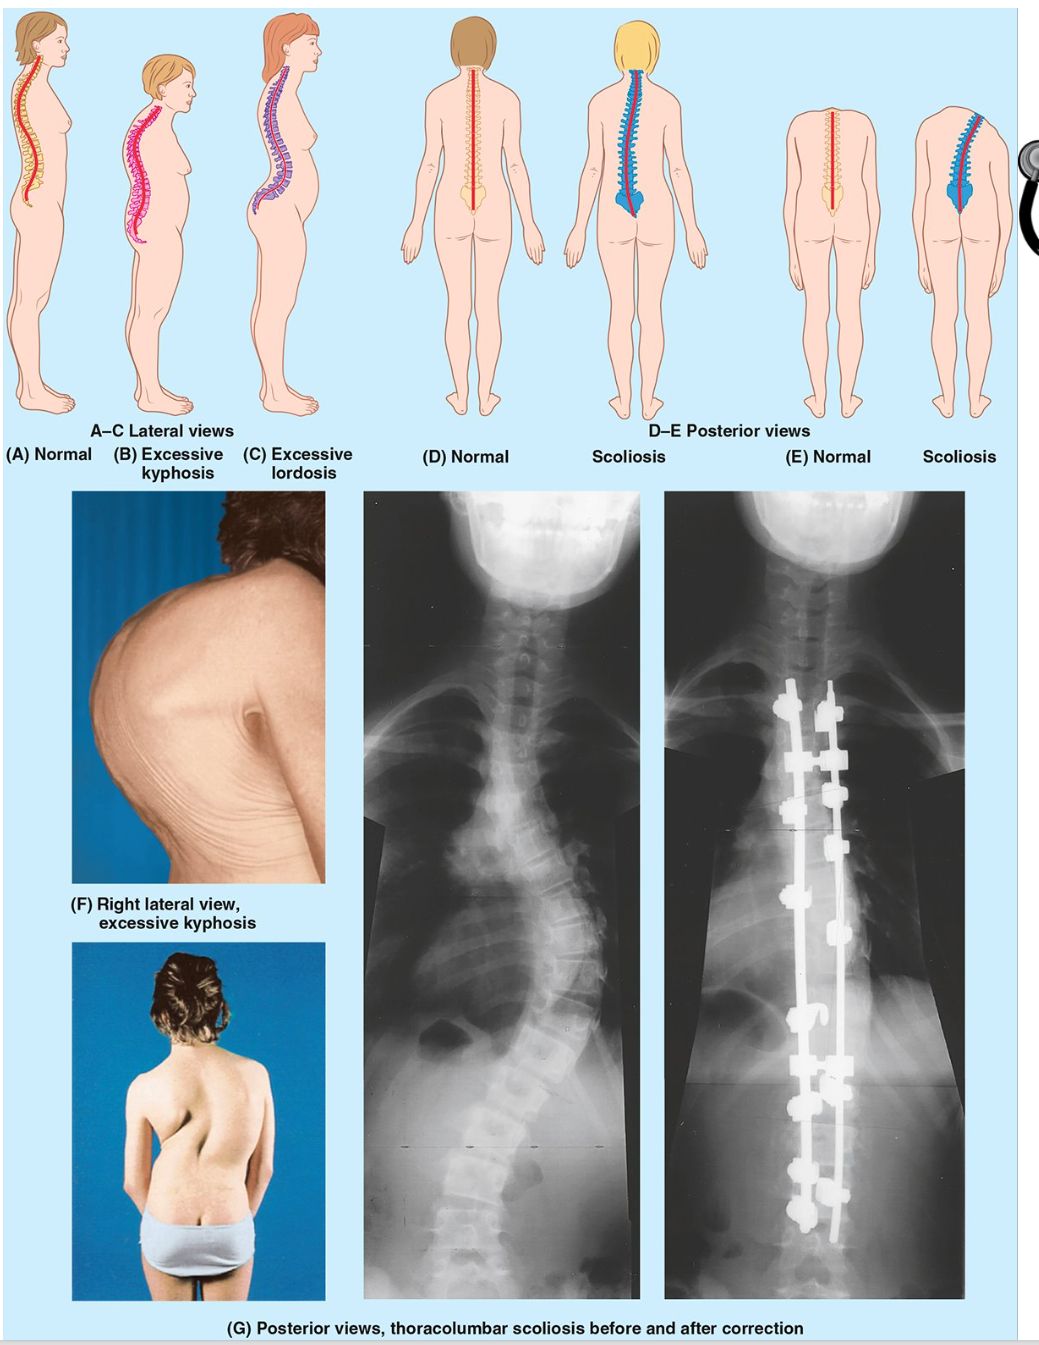 A–C Lateral views
D–E Posterior views
(A) Normal
(B) Excessive
kyphosis
(C) Excessive
lordosis
(D) Normal
Scoliosis
(E) Normal
Scoliosis
(F) Right lateral view,
excessive kyphosis
(G) Posterior views, thoracolumbar scoliosis before and after correction